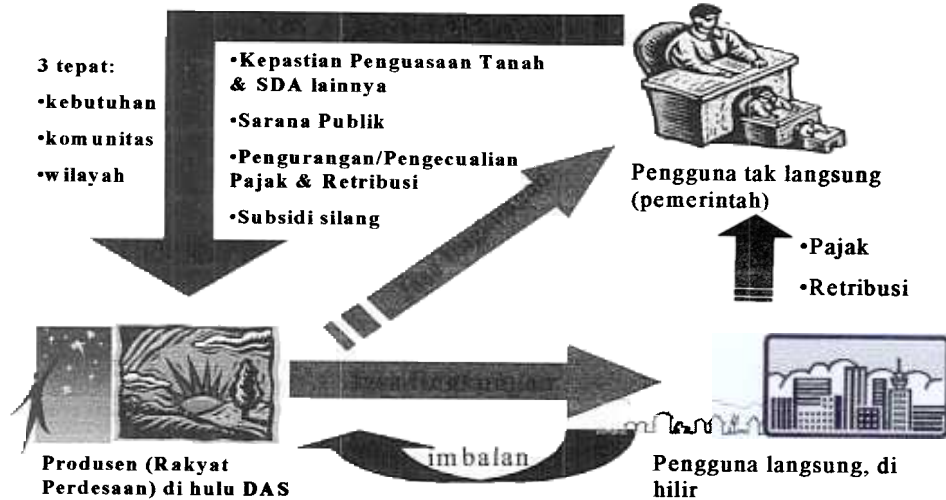 3 tepat:
•kebutuhan
•komunitas
•wilayah
•Kepastian Penguasaan Tanah
& SDA lainnya
•Sarana Publik
•Pengurangan/Pengecualian
Pajak & Retribusi
•Subsidi silang
Pengguna tak langsung
(pemerintah)
•Pajak
•Retribusi
imbalan
Produsen (Rakyat
Perdesaan) di hulu DAS
Pengguna langsung, di
hilir